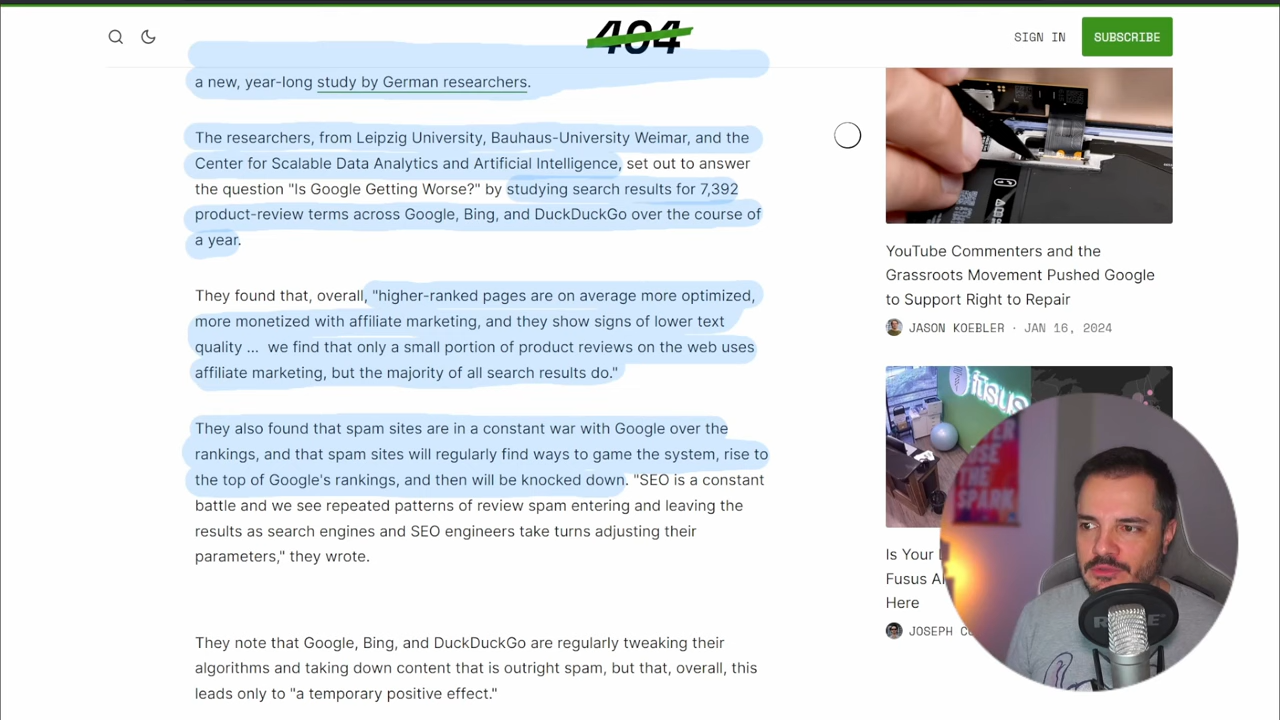 404
SIGN IN
SUBSCRIBE
a new, year-long study by German researchers.
The researchers, from Leipzig University, Bauhaus-University Weimar, and the
Center for Scalable Data Analytics and Artificial Intelligence, set out to answer
the question "Is Google Getting Worse?" by studying search results for 7,392
product-review terms across Google, Bing, and DuckDuckGo over the course of
a year.
They found that, overall, "higher-ranked pages are on average more optimized,
more monetized with affiliate marketing, and they show signs of lower text
quality ... we find that only a small portion of product reviews on the web uses
affiliate marketing, but the majority of all search results do."
They also found that spam sites are in a constant war with Google over the
rankings, and that spam sites will regularly find ways to game the system, rise to
the top of Google's rankings, and then will be knocked down. "SEO is a constant
battle and we see repeated patterns of review spam entering and leaving the
results as search engines and SEO engineers take turns adjusting their
parameters," they wrote.
They note that Google, Bing, and DuckDuckGo are regularly tweaking their
algorithms and taking down content that is outright spam, but that, overall, this
leads only to "a temporary positive effect."
YouTube Commenters and the
Grassroots Movement Pushed Google
to Support Right to Repair
JASON KOEBLER · JAN 16, 2024
fusus
Is Your
Fusus
Here
JOSEPH
THE
SPARK